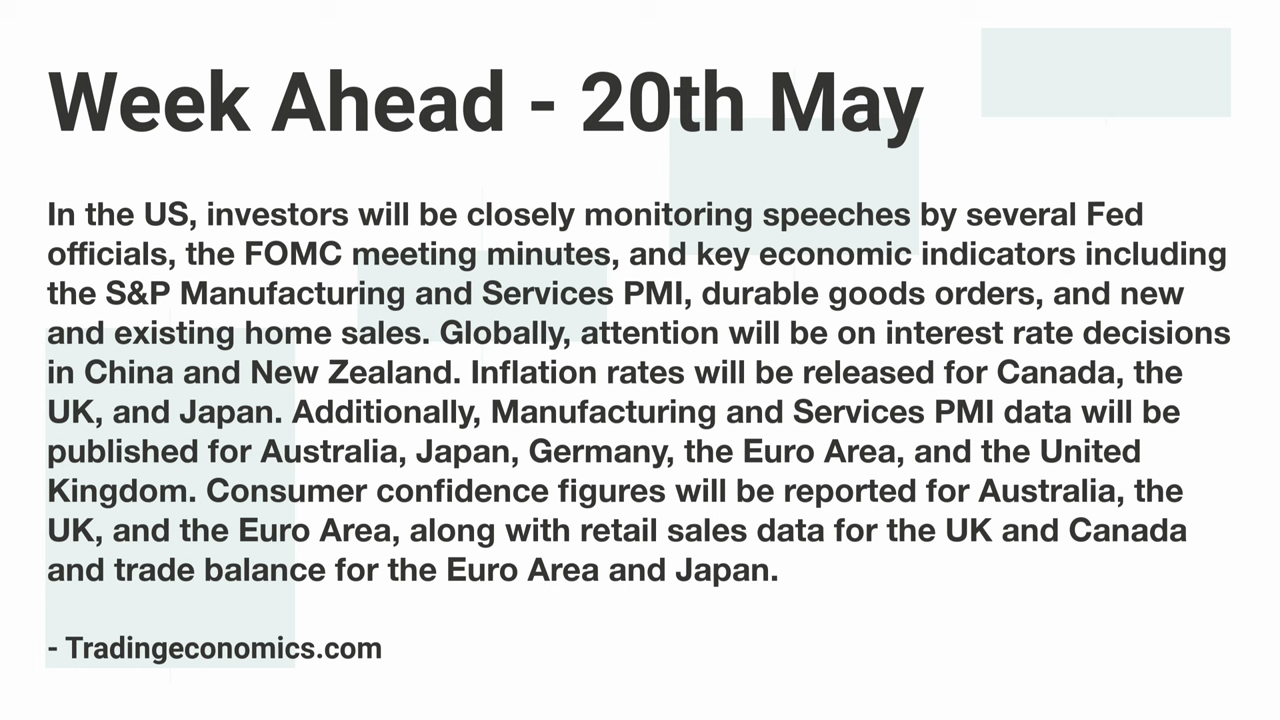 Week Ahead - 20th May
In the US, investors will be closely monitoring speeches by several Fed
officials, the FOMC meeting minutes, and key economic indicators including
the S&P Manufacturing and Services PMI, durable goods orders, and new
and existing home sales. Globally, attention will be on interest rate decisions
in China and New Zealand. Inflation rates will be released for Canada, the
UK, and Japan. Additionally, Manufacturing and Services PMI data will be
published for Australia, Japan, Germany, the Euro Area, and the United
Kingdom. Consumer confidence figures will be reported for Australia, the
UK, and the Euro Area, along with retail sales data for the UK and Canada
and trade balance for the Euro Area and Japan.
- Tradingeconomics.com